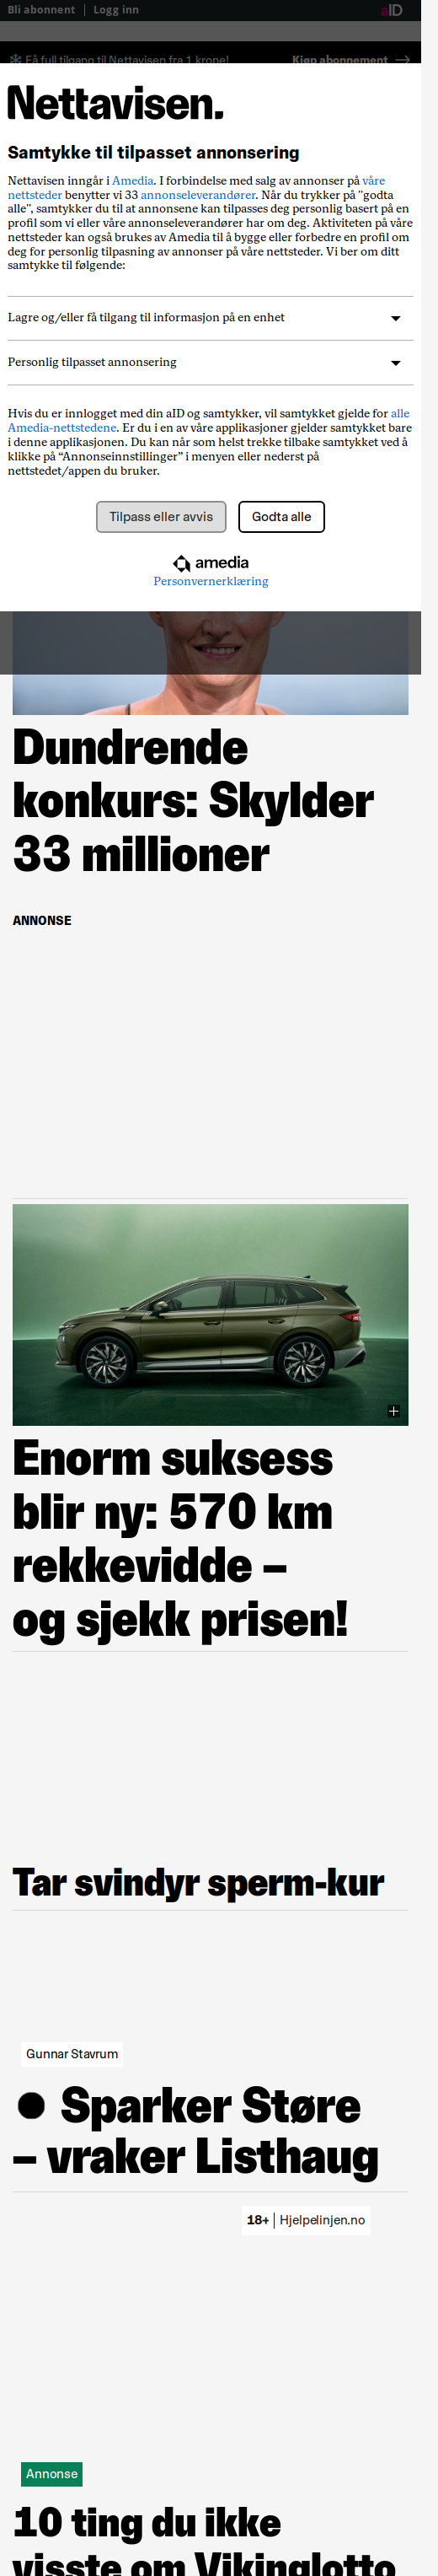 Bli abonnent | Logg inn
aID
Få full tilgang til Nettavisen fra 1 krone!
Kjøp abonnement
Nettavisen.
Samtykke til tilpasset annonsering
Nettavisen inngår i Amedia. I forbindelse med salg av annonser på våre
nettsteder benytter vi 33 annonseleverandører. Når du trykker på "godta
alle", samtykker du til at annonsene kan tilpasses deg personlig basert på en
profil som vi eller våre annonseleverandører har om deg. Aktiviteten på våre
nettsteder kan også brukes av Amedia til å bygge eller forbedre en profil om
deg for personlig tilpasning av annonser på våre nettsteder. Vi ber om ditt
samtykke til følgende:
Lagre og/eller få tilgang til informasjon på en enhet
Personlig tilpasset annonsering
Hvis du er innlogget med din aID og samtykker, vil samtykket gjelde for alle
Amedia-nettstedene. Er du i en av våre applikasjoner gjelder samtykket bare
i denne applikasjonen. Du kan når som helst trekke tilbake samtykket ved å
klikke på “Annonseinnstillinger” i menyen eller nederst på
nettstedet/appen du bruker.
Tilpass eller avvis
Godta alle
amedia
Personvernerklæring
Dundrende
konkurs: Skylder
33 millioner
ANNONSE
Enorm suksess
blir ny: 570 km
rekkevidde –
og sjekk prisen!
Tar svindyr sperm-kur
Gunnar Stavrum
● Sparker Støre
– vraker Listhaug
18+ | Hjelpelinjen.no
Annonse
10 ting du ikke
visste om Vikinglotto